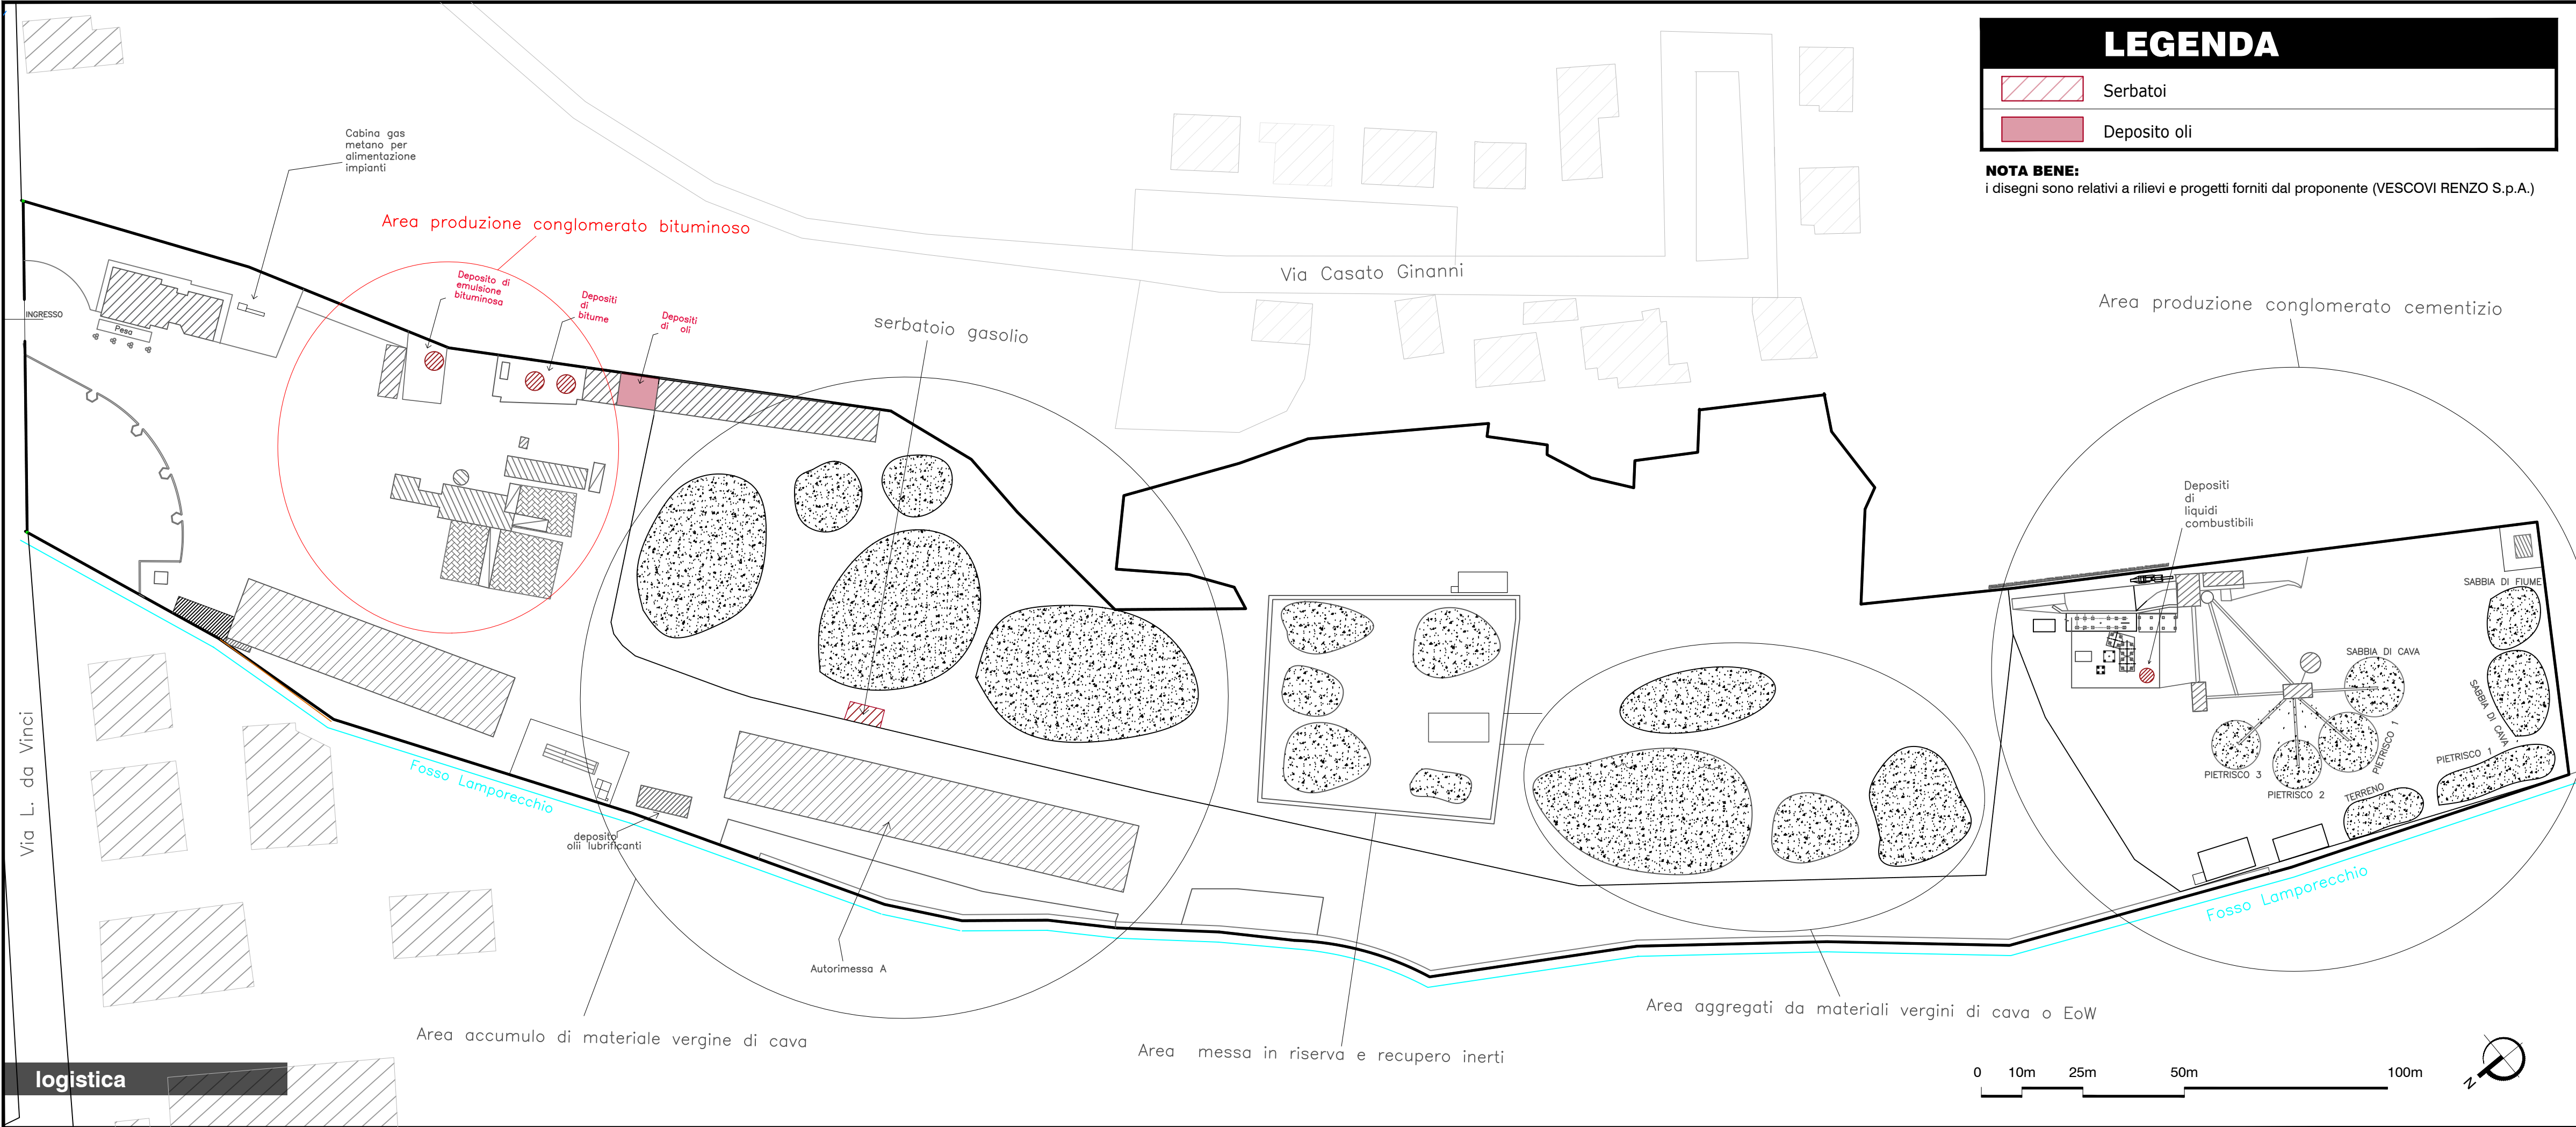 LEGENDA
Serbatoi
Deposito oli
NOTA BENE:
i disegni sono relativi a rilievi e progetti forniti dal proponente (VESCOVI RENZO S.p.A.)
Cabina gas
metano per
alimentazione
impianti
Area produzione conglomerato bituminoso
Deposito di
emulsione
bituminosa
Depositi
di
bitume
Depositi
di oli
serbatoio gasolio
Via Casato Ginanni
Area produzione conglomerato cementizio
INGRESSO
Pesa
Depositi
di
liquidi
combustibili
SABBIA DI FIUME
SABBIA DI CAVA
SABBIA DI CAVA
PIETRISCO 1
PIETRISCO 1
PIETRISCO 3
PIETRISCO 2
TERRENO
Via L. da Vinci
Fosso Lamporecchio
deposito
olii lubrificanti
Autorimessa A
Fosso Lamporecchio
Area accumulo di materiale vergine di cava
Area messa in riserva e recupero inerti
Area aggregati da materiali vergini di cava o EoW
logistica
0 10m 25m 50m 100m
N